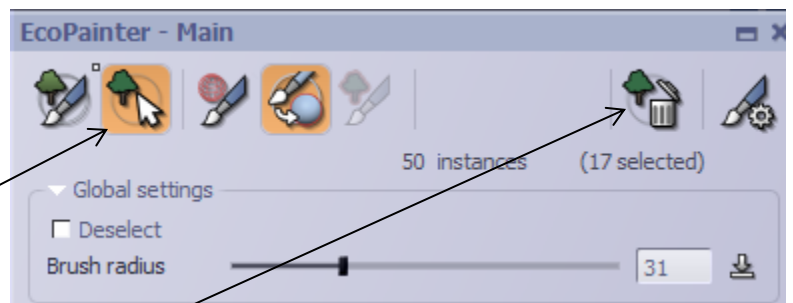 EcoPainter - Main
50 instances (17 selected)
Global settings
Deselect
Brush radius 31